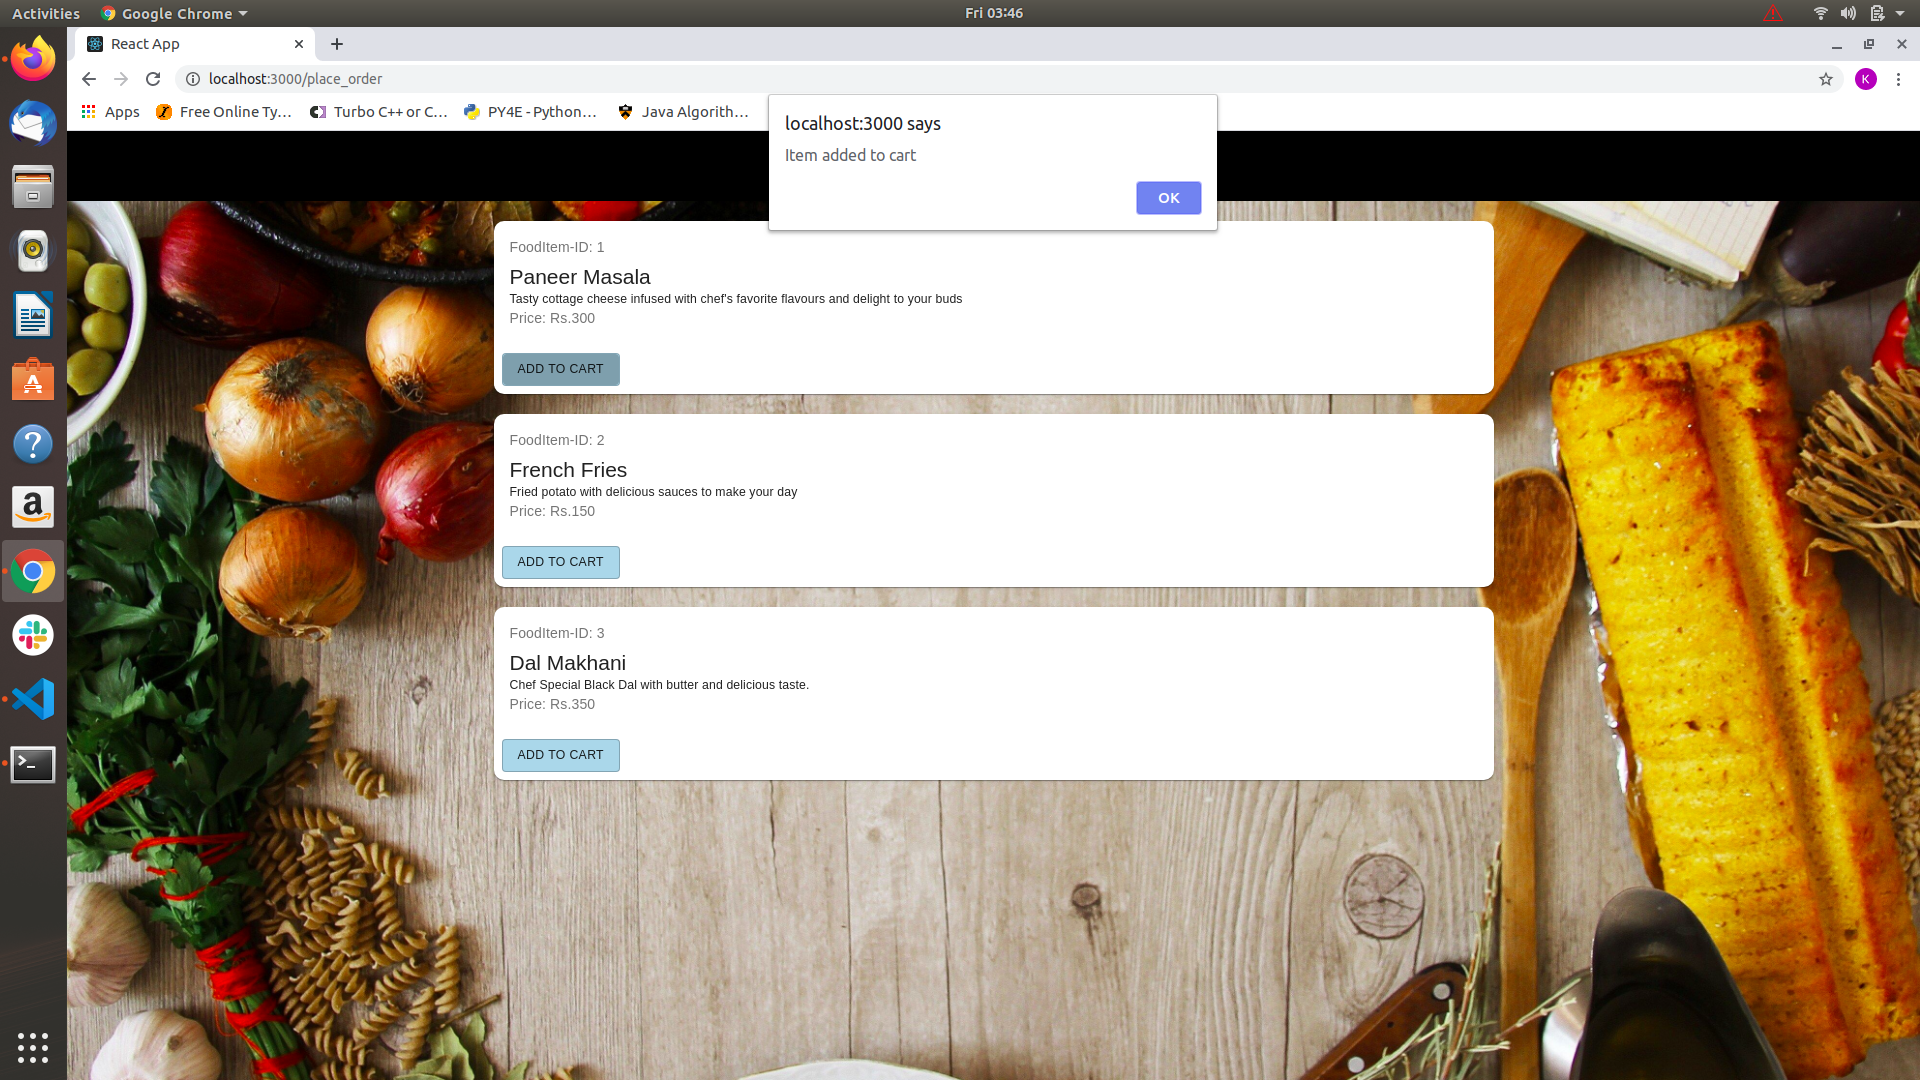 Activities
Google Chrome
Fri 03:46
React App
localhost:3000/place_order
K
Apps
Free Online Ty...
Turbo C++ or C...
PY4E - Python...
Java Algorith...
localhost:3000 says
Item added to cart
OK
FoodItem-ID: 1
Paneer Masala
Tasty cottage cheese infused with chef's favorite flavours and delight to your buds
Price: Rs.300
ADD TO CART
FoodItem-ID: 2
French Fries
Fried potato with delicious sauces to make your day
Price: Rs.150
ADD TO CART
FoodItem-ID: 3
Dal Makhani
Chef Special Black Dal with butter and delicious taste.
Price: Rs.350
ADD TO CART